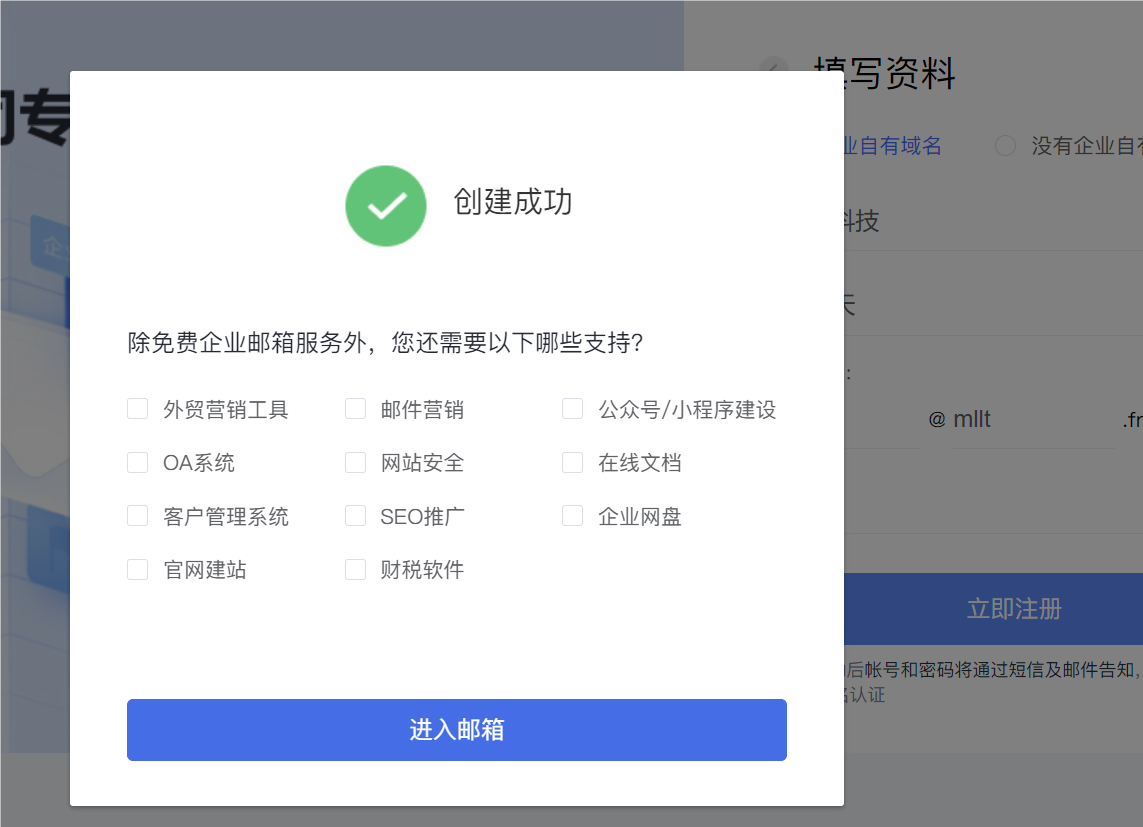 专
填写资料
业自有域名
没有企业自有
创建成功
科技
企业
除免费企业邮箱服务外，您还需要以下哪些支持?
外贸营销工具
邮件营销
公众号/小程序建设
@ mllt
.fr
OA系统
网站安全
在线文档
客户管理系统
SEO推广
企业网盘
官网建站
财税软件
立即注册
后帐号和密码将通过短信及邮件告知,
名认证
进入邮箱